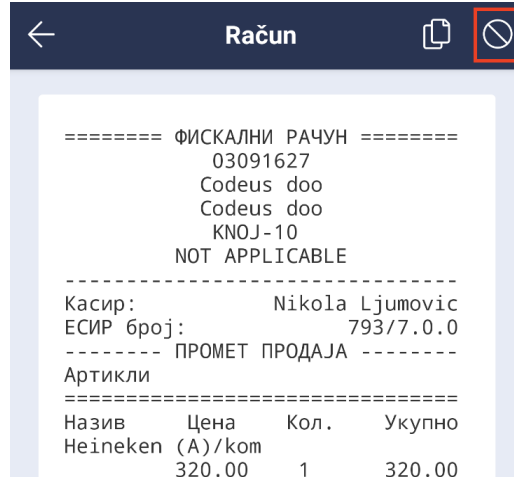 Račun
======== ФИСКАЛНИ РАЧУН ========
03091627
Codeus doo
Codeus doo
KNOJ-10
NOT APPLICABLE
--------------------------------
Касир: Nikola Ljumovic
ЕСИР број: 793/7.0.0
-------- ПРОМЕТ ПРОДАЈА --------
Артикли
================================
Назив Цена Кол. Укупно
Heineken (A)/kom
320.00 1 320.00